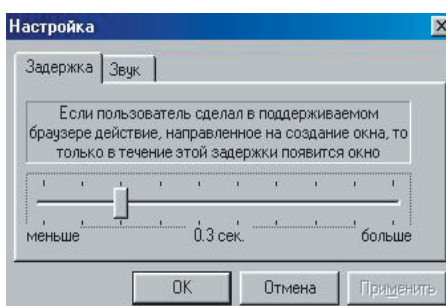 Настройка
Задержка Звук
Если пользователь сделал в поддерживаемом
браузере действие, направленное на создание окна, то
только в течение этой задержки появится окно
меньше 0.3 сек. больше
OK Отмена Применить